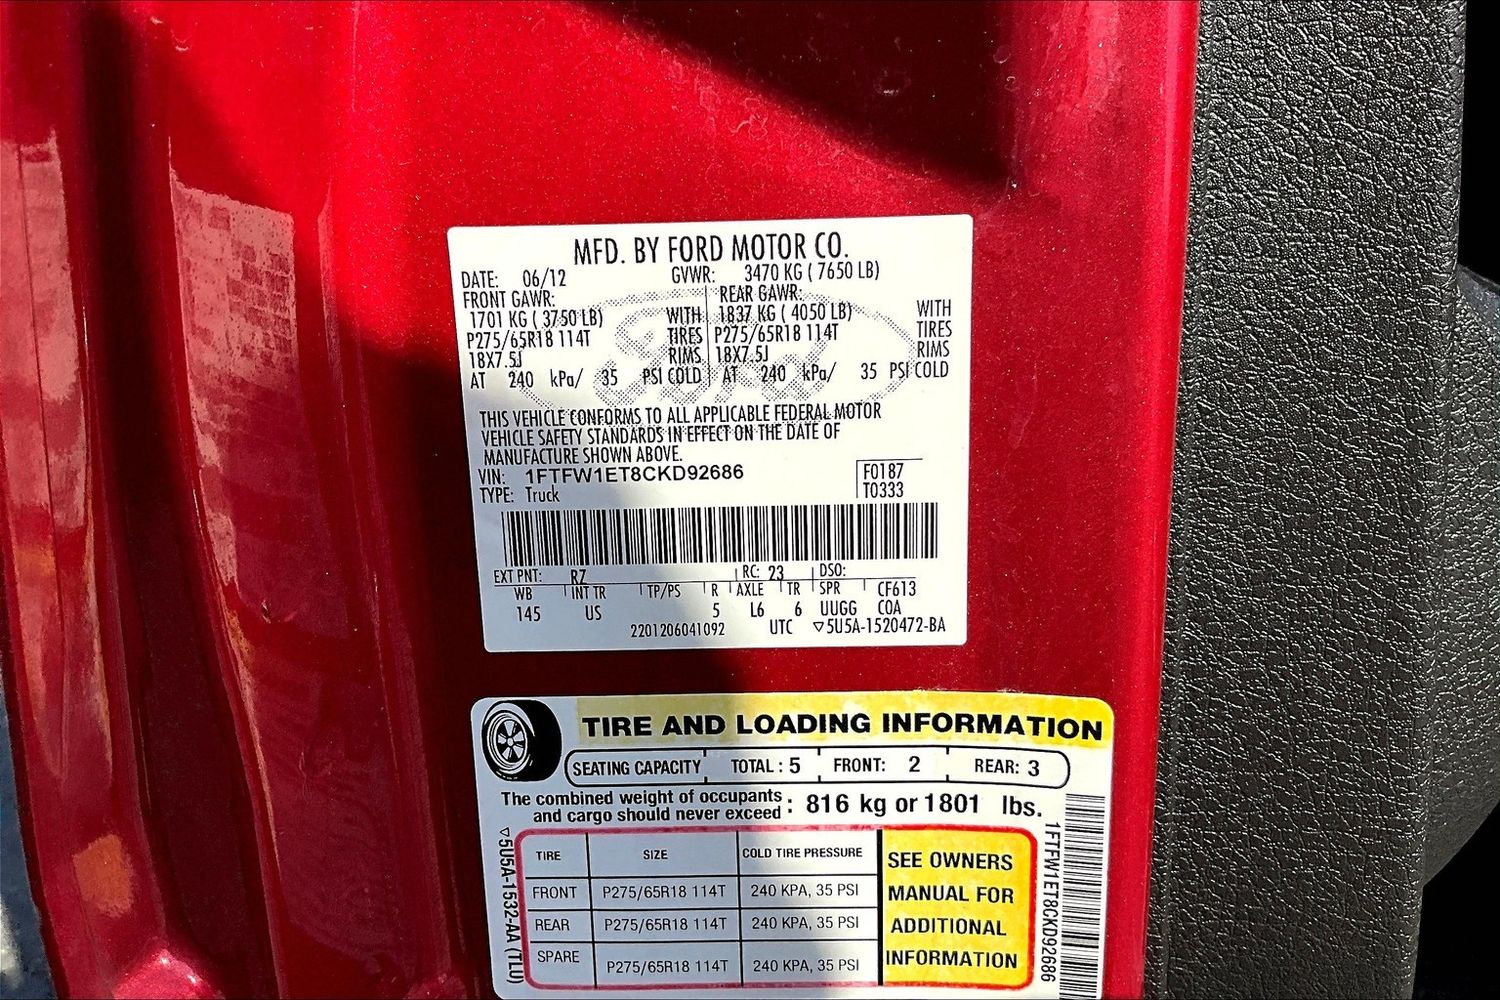 MFD. BY FORD MOTOR CO.
DATE: 06/12 GVWR: 3470 KG ( 7650 LB)
FRONT GAWR: REAR GAWR:
1701 KG ( 3750 LB) WITH 1837 KG ( 4050 LB) WITH
P275/65R18 114T TIRES P275/65R18 114T TIRES
18X7.5J RIMS 18X7.5J RIMS
AT 240 kPa/ 35 PSI COLD AT 240 kPa/ 35 PSI COLD
Ford
THIS VEHICLE CONFORMS TO ALL APPLICABLE FEDERAL MOTOR
VEHICLE SAFETY STANDARDS IN EFFECT ON THE DATE OF
MANUFACTURE SHOWN ABOVE.
VIN: 1FTFW1ET8CKD92686 F0187
TYPE: Truck T0333
EXT PNT: RZ RC: 23 DSO:
WB INT TR TP/PS R AXLE TR SPR CF613
145 US 5 L6 6 UUGG COA
2201206041092 UTC ▽5U5A-1520472-BA
TIRE AND LOADING INFORMATION
SEATING CAPACITY TOTAL : 5 FRONT: 2 REAR: 3
The combined weight of occupants
and cargo should never exceed : 816 kg or 1801 lbs.
TIRE SIZE COLD TIRE PRESSURE
FRONT P275/65R18 114T 240 KPA, 35 PSI
REAR P275/65R18 114T 240 KPA, 35 PSI
SPARE P275/65R18 114T 240 KPA, 35 PSI
SEE OWNERS
MANUAL FOR
ADDITIONAL
INFORMATION
▽5U5A-1532-AA (TLU)
1FTFW1ET8CKD92686